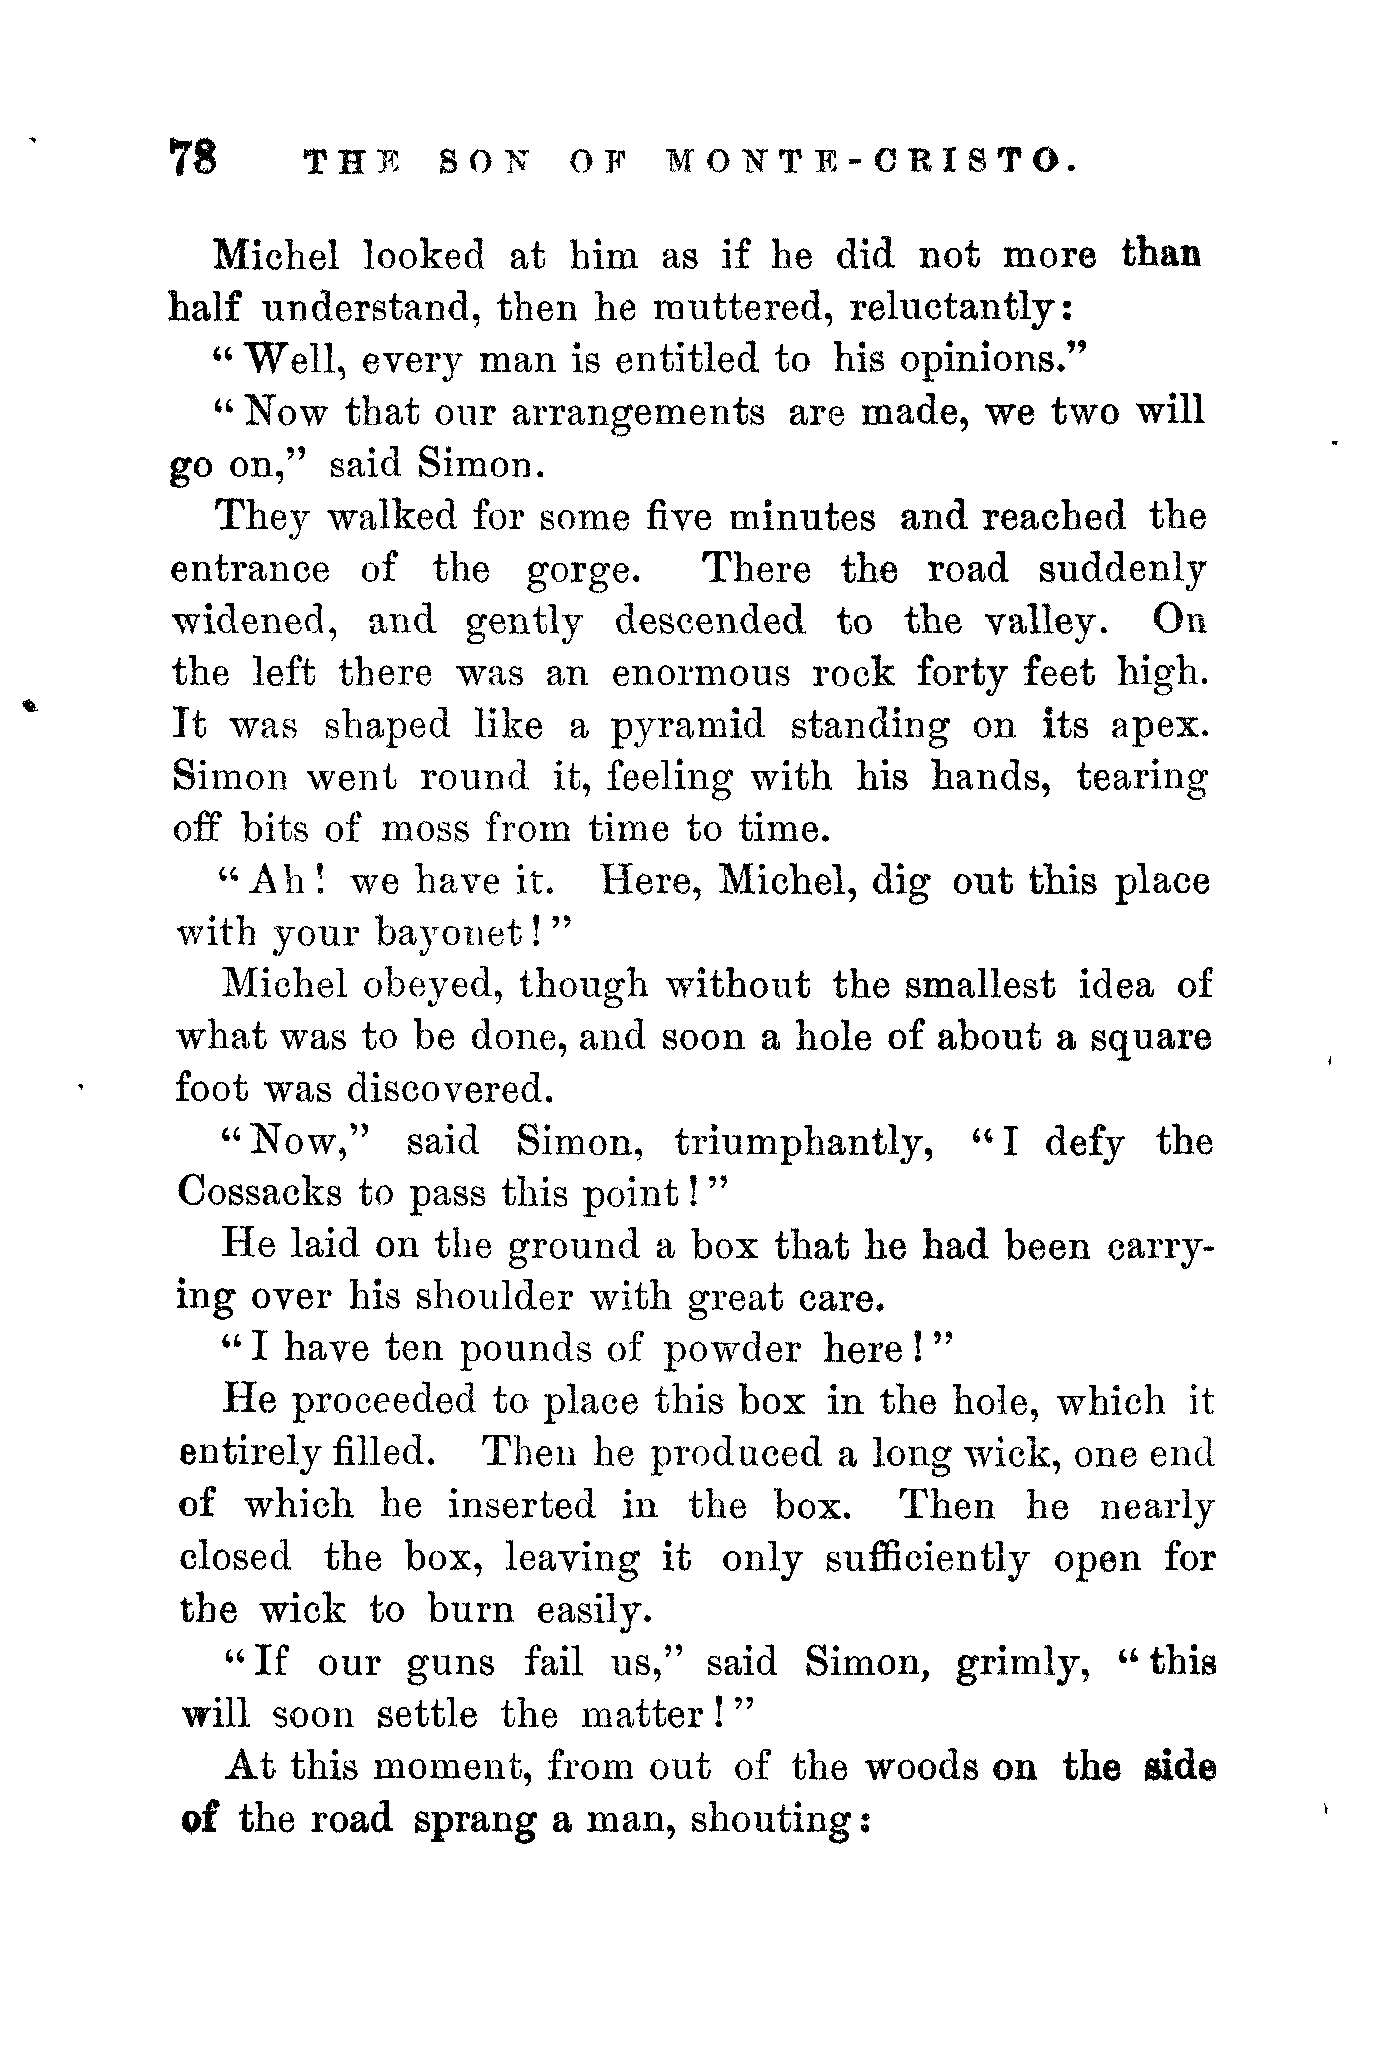 78 THE SON OF MONTE-CRISTO.
Michel looked at him as if he did not more than
half understand, then he muttered, reluctantly:
“Well, every man is entitled to his opinions.”
“Now that our arrangements are made, we two will
go on,” said Simon.
They walked for some five minutes and reached the
entrance of the gorge. There the road suddenly
widened, and gently descended to the valley. On
the left there was an enormous rock forty feet high.
It was shaped like a pyramid standing on its apex.
Simon went round it, feeling with his hands, tearing
off bits of moss from time to time.
“Ah! we have it. Here, Michel, dig out this place
with your bayonet!”
Michel obeyed, though without the smallest idea of
what was to be done, and soon a hole of about a square
foot was discovered.
“Now,” said Simon, triumphantly, “I defy the
Cossacks to pass this point!”
He laid on the ground a box that he had been carry-
ing over his shoulder with great care.
“I have ten pounds of powder here!”
He proceeded to place this box in the hole, which it
entirely filled. Then he produced a long wick, one end
of which he inserted in the box. Then he nearly
closed the box, leaving it only sufficiently open for
the wick to burn easily.
“If our guns fail us,” said Simon, grimly, “this
will soon settle the matter!”
At this moment, from out of the woods on the side
of the road sprang a man, shouting: